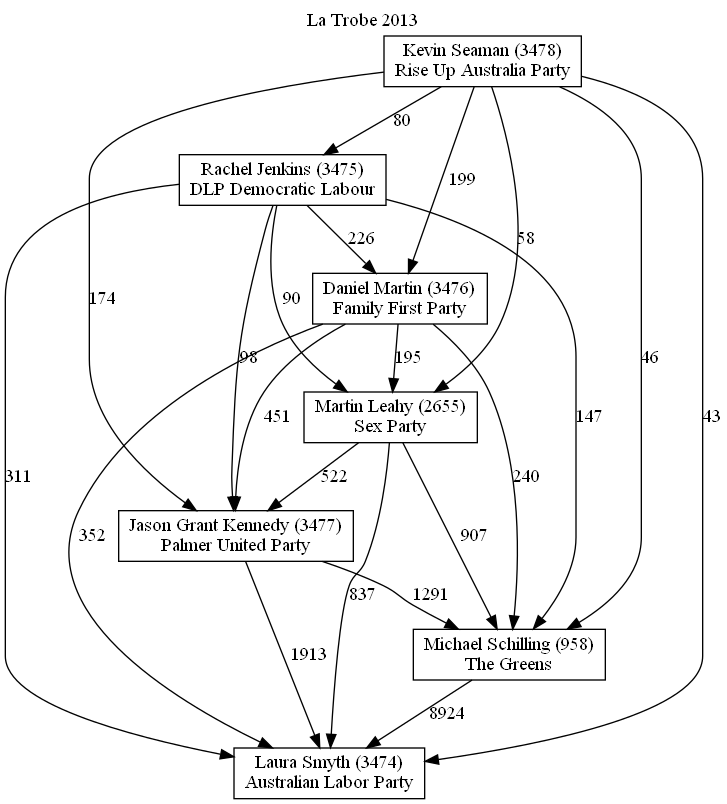 La Trobe 2013
Kevin Seaman (3478)
Rise Up Australia Party
80
Rachel Jenkins (3475)
DLP Democratic Labour
199
226
58
Daniel Martin (3476)
Family First Party
174
90
98
195
46
Martin Leahy (2655)
Sex Party
451
147
43
311
522
240
Jason Grant Kennedy (3477)
Palmer United Party
352
907
837
1291
Michael Schilling (958)
The Greens
1913
8924
Laura Smyth (3474)
Australian Labor Party